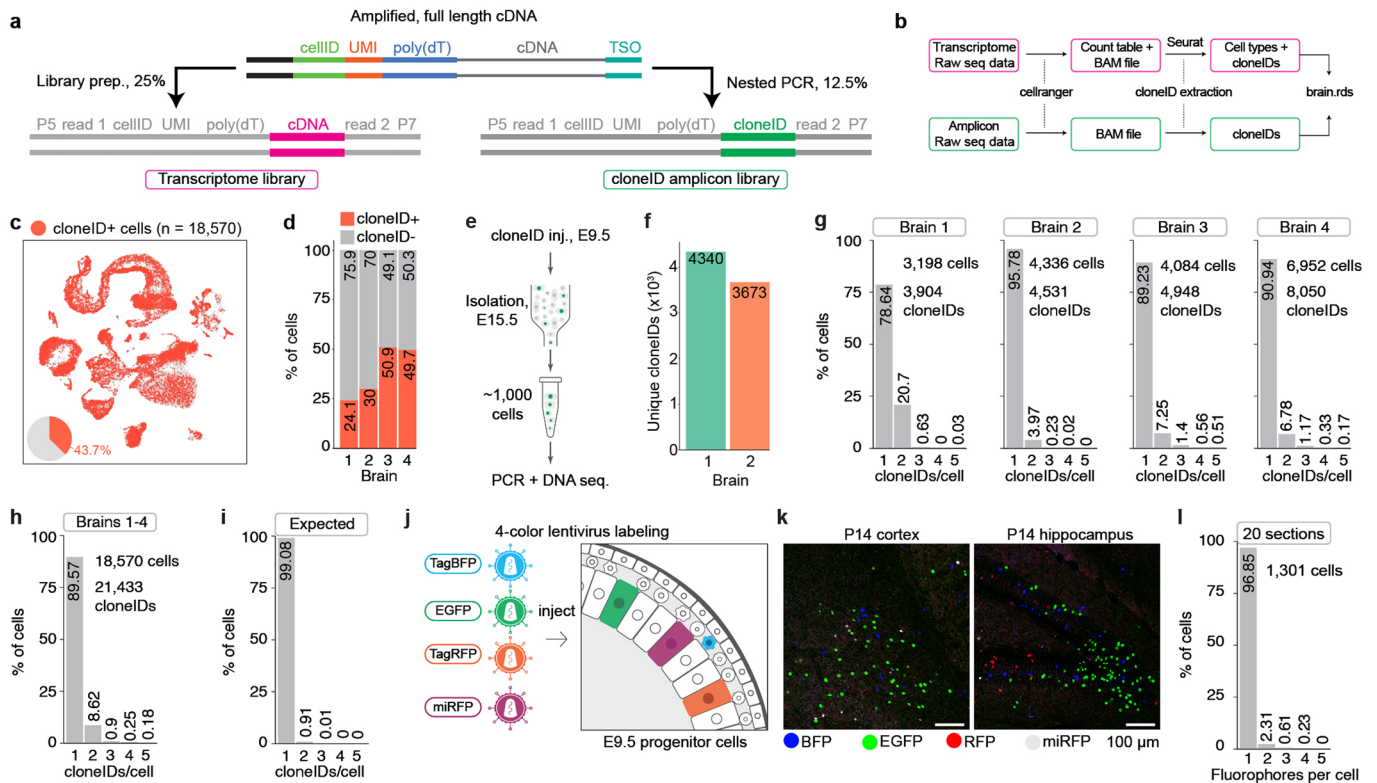 a
Amplified, full length cDNA
cellID UMI poly(dT) cDNA TSO
Library prep., 25%
Nested PCR, 12.5%
P5 read 1 cellID UMI poly(dT) cDNA read 2 P7
Transcriptome library
P5 read 1 cellID UMI poly(dT) cloneID read 2 P7
cloneID amplicon library
b
Transcriptome
Raw seq data
Count table +
BAM file
Seurat
Cell types +
cloneIDs
cellranger
cloneID extraction
brain.rds
Amplicon
Raw seq data
BAM file
cloneIDs
c
cloneID+ cells (n = 18,570)
43.7%
d
cloneID+
cloneID-
% of cells
100
75
50
25
0
75.9
70
49.1
50.3
24.1
30
50.9
49.7
1 2 3 4
Brain
e
cloneID inj., E9.5
Isolation,
E15.5
~1,000
cells
PCR + DNA seq.
f
Unique cloneIDs (x10³)
4
3
2
1
0
4340
3673
1 2
Brain
g
% of cells
100
75
50
25
0
Brain 1
3,198 cells
3,904
cloneIDs
78.64
20.7
0.63
0
0.03
1 2 3 4 5
cloneIDs/cell
Brain 2
4,336 cells
4,531
cloneIDs
95.78
3.97
0.23
0.02
0
1 2 3 4 5
cloneIDs/cell
Brain 3
4,084 cells
4,948
cloneIDs
89.23
7.25
1.4
0.56
0.51
1 2 3 4 5
cloneIDs/cell
Brain 4
6,952 cells
8,050
cloneIDs
90.94
6.78
1.17
0.33
0.17
1 2 3 4 5
cloneIDs/cell
h
Brains 1-4
% of cells
100
75
50
25
0
18,570 cells
21,433
cloneIDs
89.57
8.62
0.9
0.25
0.18
1 2 3 4 5
cloneIDs/cell
i
Expected
100
75
50
25
0
99.08
0.91
0.01
0
0
1 2 3 4 5
cloneIDs/cell
j
4-color lentivirus labeling
TagBFP
EGFP
TagRFP
miRFP
inject
E9.5 progenitor cells
k
P14 cortex
P14 hippocampus
BFP EGFP RFP miRFP 100 µm
l
20 sections
% of cells
100
75
50
25
0
1,301 cells
96.85
2.31
0.61
0.23
0
1 2 3 4 5
Fluorophores per cell